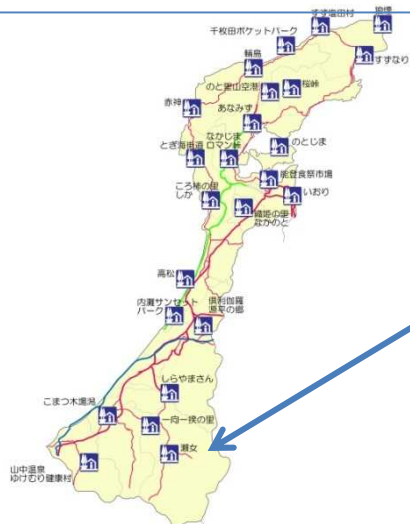 すず塩田村
狼煙
千枚田ポケットパーク
輪島
すずなり
のと里山空港
桜峠
赤神
あなみず
なかじま
ロマン峠
とぎ海街道
のとじま
能登食祭市場
ころ柿の里
しか
いおり
織姫の里
なかのと
高松
内灘サンセット
パーク
倶利伽羅
源平の郷
しらやまさん
こまつ木場潟
一向一揆の里
瀬女
山中温泉
ゆけむり健康村